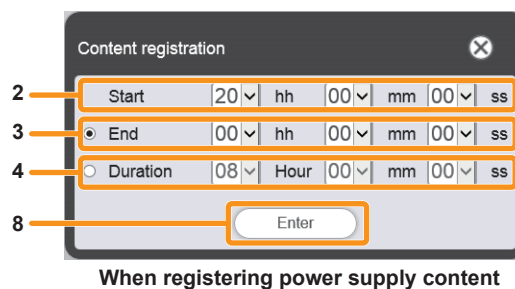 Content registration
2 Start 20 hh 00 mm 00 ss
3 End 00 hh 00 mm 00 ss
4 Duration 08 Hour 00 mm 00 ss
8 Enter
When registering power supply content